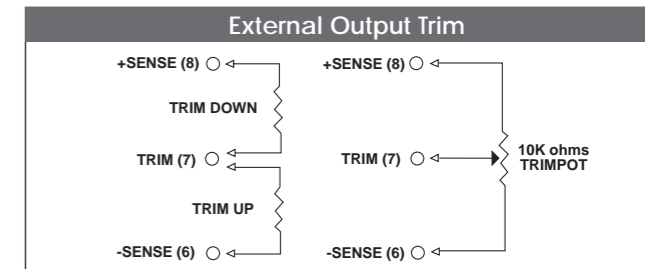 External Output Trim
+SENSE (8)
TRIM DOWN
TRIM (7)
TRIM UP
-SENSE (6)
+SENSE (8)
TRIM (7)
10K ohms
TRIMPOT
-SENSE (6)